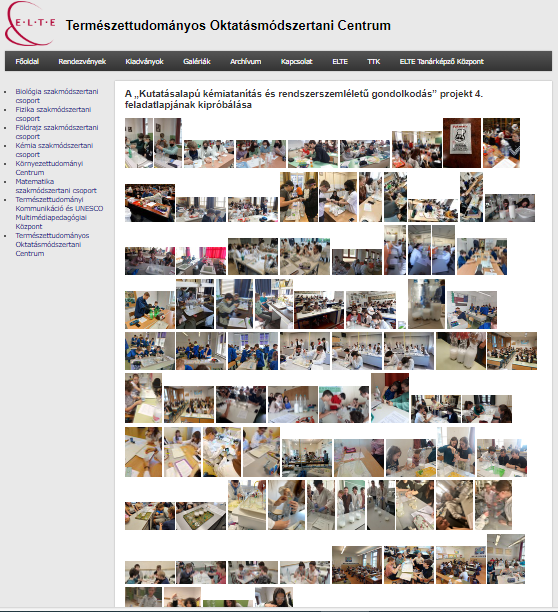 E·L·T·E
Természettudományos Oktatásmódszertani Centrum
Főoldal Rendezvények Kiadványok Galériák Archívum Kapcsolat ELTE TTK ELTE Tanárképző Központ
Biológia szakmódszertani
csoport
Fizika szakmódszertani
csoport
Földrajz szakmódszertani
csoport
Kémia szakmódszertani
csoport
Környezettudományi
Centrum
Matematika
szakmódszertani csoport
Természettudományi
Kommunikáció és UNESCO
Multimédiapedagógiai
Központ
Természettudományos
Oktatásmódszertani
Centrum
A „Kutatásalapú kémiatanítás és rendszerszemléletű gondolkodás” projekt 4.
feladatlapjának kipróbálása